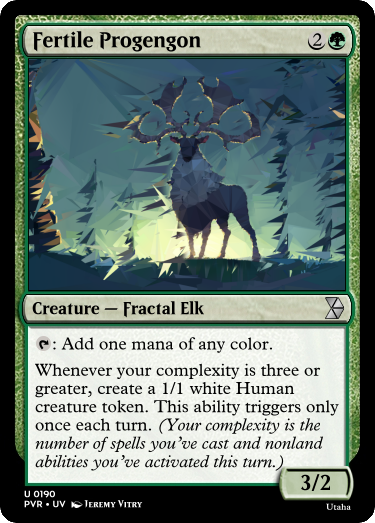 Fertile Progengon 2
Creature — Fractal Elk
: Add one mana of any color.
Whenever your complexity is three or
greater, create a 1/1 white Human
creature token. This ability triggers only
once each turn. (Your complexity is the
number of spells you've cast and nonland
abilities you've activated this turn.)
3/2
U 0190
PVR • UV Jeremy Vitry
Utaha